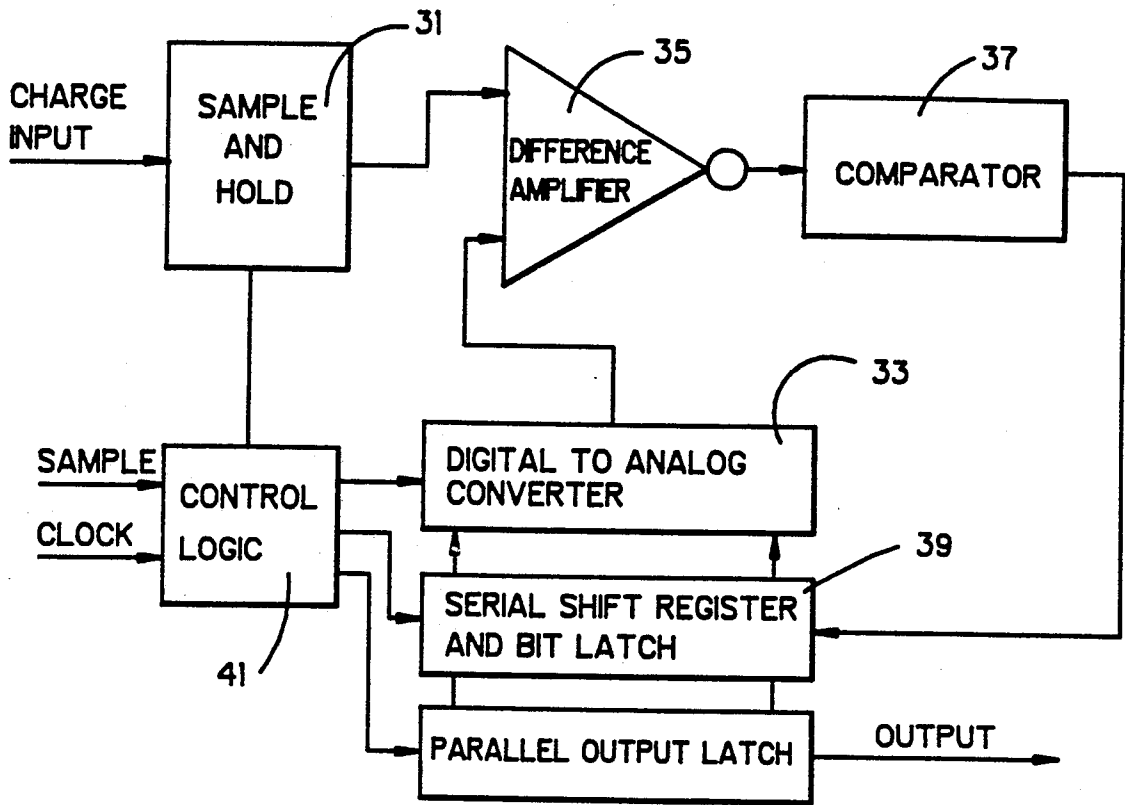 31
35
37
CHARGE
INPUT
SAMPLE
AND
HOLD
DIFFERENCE
AMPLIFIER
COMPARATOR
33
SAMPLE
CLOCK
CONTROL
LOGIC
41
DIGITAL TO ANALOG
CONVERTER
39
SERIAL SHIFT REGISTER
AND BIT LATCH
PARALLEL OUTPUT LATCH
OUTPUT